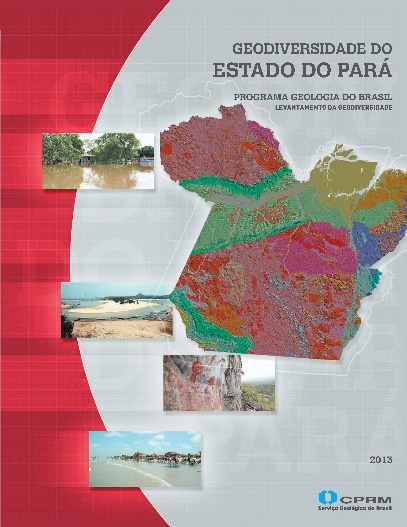 GEODIVERSIDADE DO
ESTADO DO PARÁ
PROGRAMA GEOLOGIA DO BRASIL
LEVANTAMENTO DA GEODIVERSIDADE
2013
CPRM
Serviço Geológico do Brasil